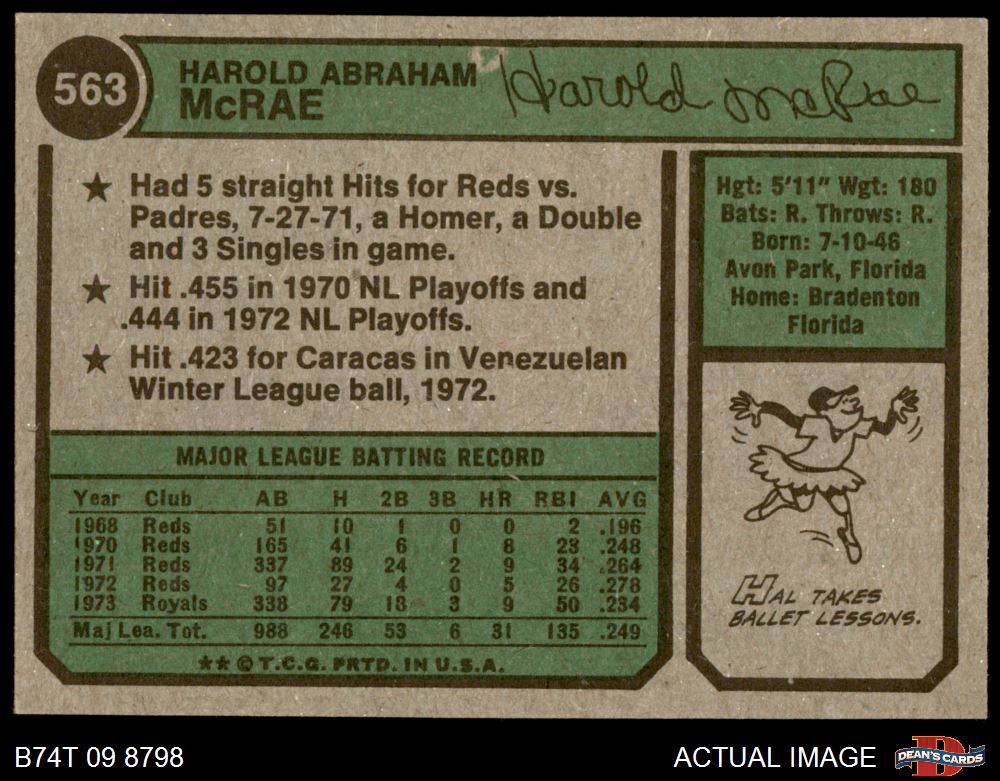 563
HAROLD ABRAHAM
McRAE
Harold McRae
★ Had 5 straight Hits for Reds vs.
Padres, 7-27-71, a Homer, a Double
and 3 Singles in game.
★ Hit .455 in 1970 NL Playoffs and
.444 in 1972 NL Playoffs.
★ Hit .423 for Caracas in Venezuelan
Winter League ball, 1972.
Hgt: 5'11" Wgt: 180
Bats: R. Throws: R.
Born: 7-10-46
Avon Park, Florida
Home: Bradenton
Florida
MAJOR LEAGUE BATTING RECORD
Year Club AB H 2B 3B HR RBI AVG
1968 Reds 51 10 1 0 0 2 .196
1970 Reds 165 41 6 1 8 23 .248
1971 Reds 337 89 24 2 9 34 .264
1972 Reds 97 27 4 0 5 26 .278
1973 Royals 338 79 18 3 9 50 .234
Maj Lea. Tot. 988 246 53 6 31 135 .249
★★ © T.C.G. PRTD. IN U.S.A.
HAL TAKES
BALLET LESSONS.
B74T 09 8798
ACTUAL IMAGE
D
DEAN'S CARDS